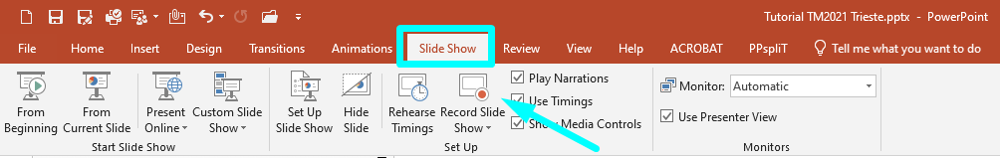 Tutorial TM2021 Trieste.pptx - PowerPoint
File Home Insert Design Transitions Animations Slide Show Review View Help ACROBAT PPspliT Tell me what you want to do
From Beginning
From Current Slide
Present Online
Custom Slide Show
Set Up Slide Show
Hide Slide
Rehearse Timings
Record Slide Show
Play Narrations
Use Timings
Show Media Controls
Monitor: Automatic
Use Presenter View
Start Slide Show
Set Up
Monitors